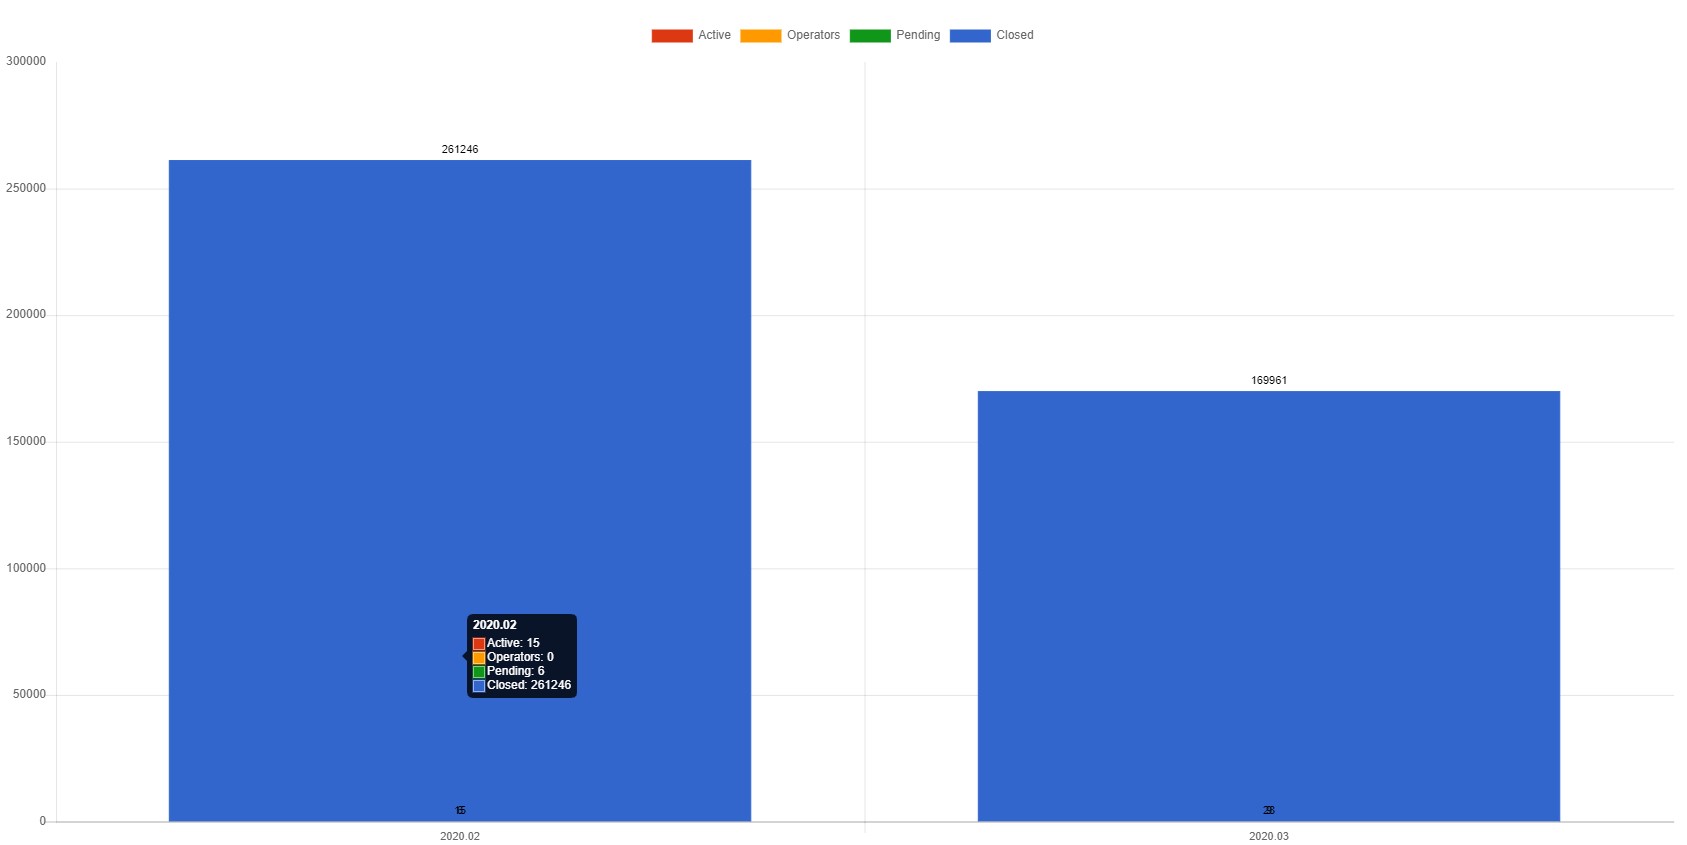 Active Operators Pending Closed
300000
261246
250000
200000
169961
150000
100000
2020.02
Active: 15
Operators: 0
Pending: 6
Closed: 261246
50000
0
2020.02 2020.03